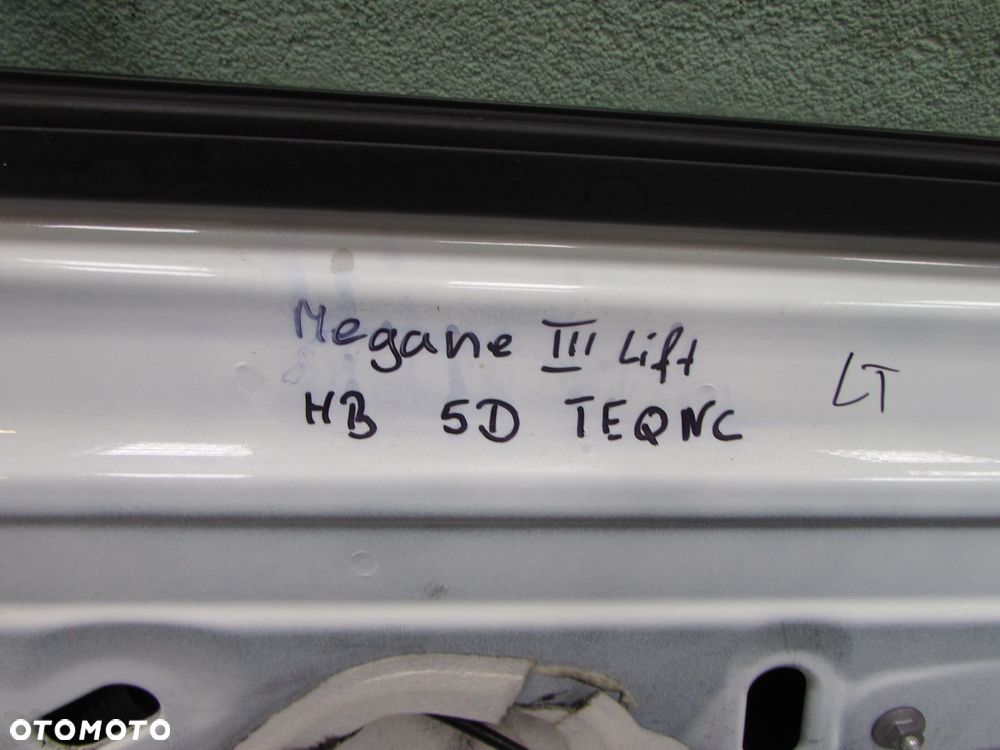 Megane III Lift
HB 5D TEQNC
LT
OTOMOTO